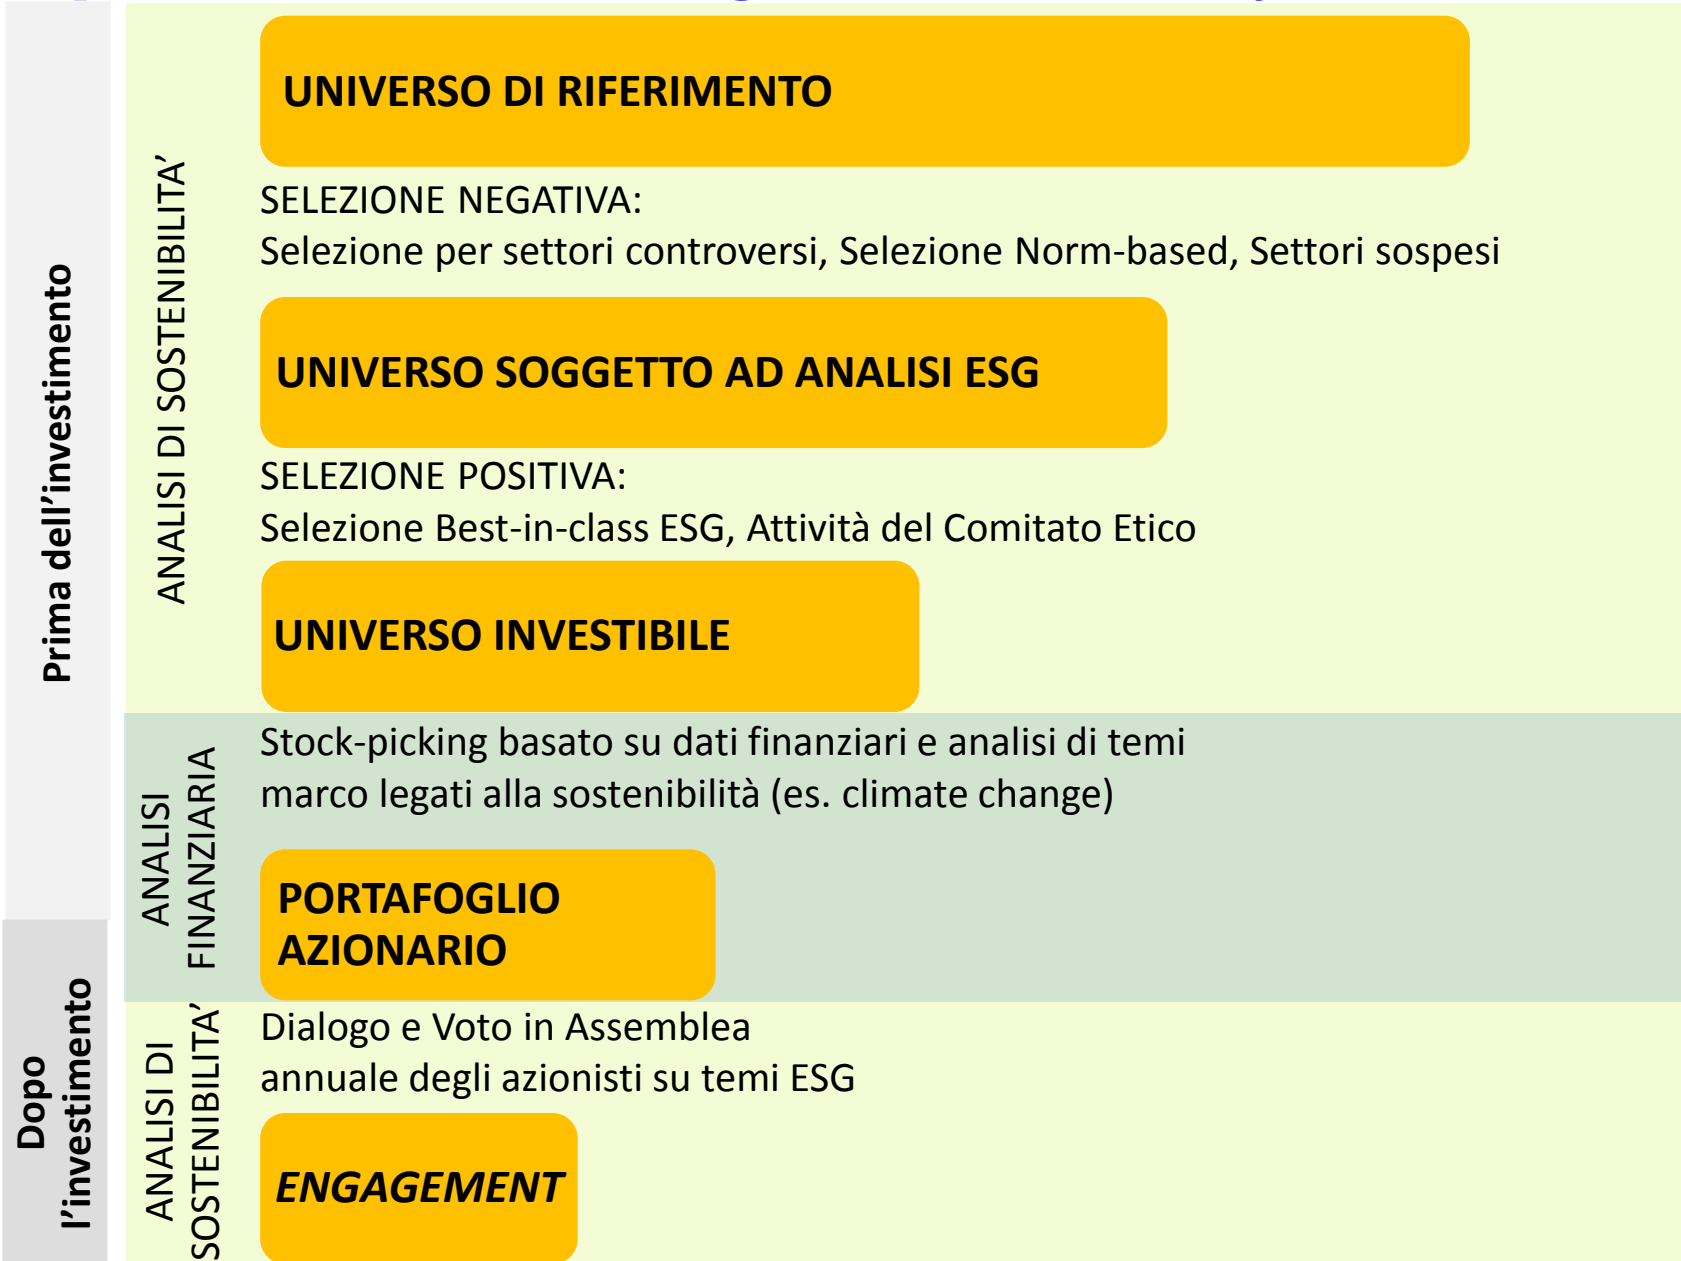 Prima dell'investimento
ANALISI DI SOSTENIBILITA’
UNIVERSO DI RIFERIMENTO
SELEZIONE NEGATIVA:
Selezione per settori controversi, Selezione Norm-based, Settori sospesi
UNIVERSO SOGGETTO AD ANALISI ESG
SELEZIONE POSITIVA:
Selezione Best-in-class ESG, Attività del Comitato Etico
UNIVERSO INVESTIBILE
ANALISI
FINANZIARIA
Stock-picking basato su dati finanziari e analisi di temi
marco legati alla sostenibilità (es. climate change)
PORTAFOGLIO
AZIONARIO
Dopo
l’investimento
ANALISI DI
SOSTENIBILITA’
Dialogo e Voto in Assemblea
annuale degli azionisti su temi ESG
ENGAGEMENT